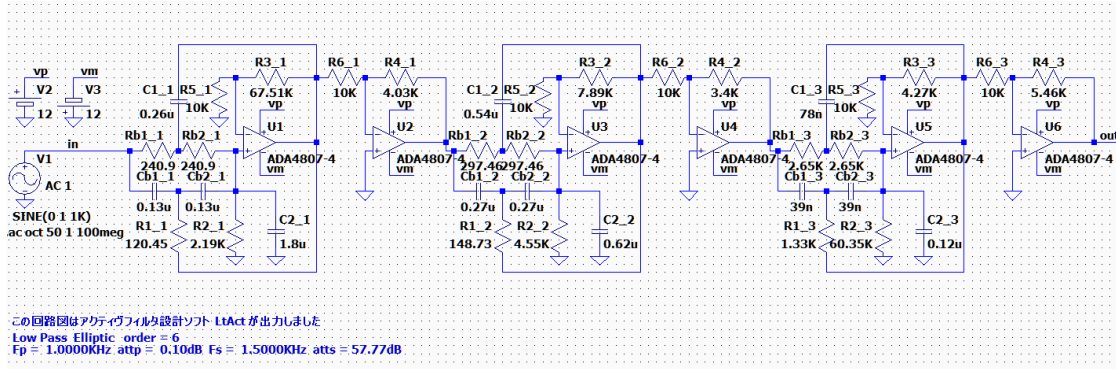 vp vm
V2 V3
12 12
in
V1
AC 1
SINE(0 1 1K)
.ac oct 50 1 100meg
R3_1
67.51K
C1_1
0.26u
R5_1
10K
vp
U1
ADA4807-4
vm
Rb1_1
240.9
Rb2_1
240.9
Cb1_1
0.13u
Cb2_1
0.13u
R1_1
120.45
R2_1
2.19K
C2_1
1.8u
R6_1
10K
R4_1
4.03K
vp
U2
ADA4807-4
vm
R3_2
7.89K
C1_2
0.54u
R5_2
10K
vp
U3
ADA4807-4
vm
Rb1_2
297.46
Rb2_2
297.46
Cb1_2
0.27u
Cb2_2
0.27u
R1_2
148.73
R2_2
4.55K
C2_2
0.62u
R6_2
10K
R4_2
3.4K
vp
U4
ADA4807-4
vm
R3_3
4.27K
C1_3
78n
R5_3
10K
vp
U5
ADA4807-4
vm
Rb1_3
2.65K
Rb2_3
2.65K
Cb1_3
39n
Cb2_3
39n
R1_3
1.33K
R2_3
60.35K
C2_3
0.12u
R6_3
10K
R4_3
5.46K
vp
U6
ADA4807-4
vm
out
この回路図はアクティヴフィルタ設計ソフト LtAct が出力しました
Low Pass Elliptic order = 6
Fp = 1.0000KHz attp = 0.10dB Fs = 1.5000KHz atts = 57.77dB